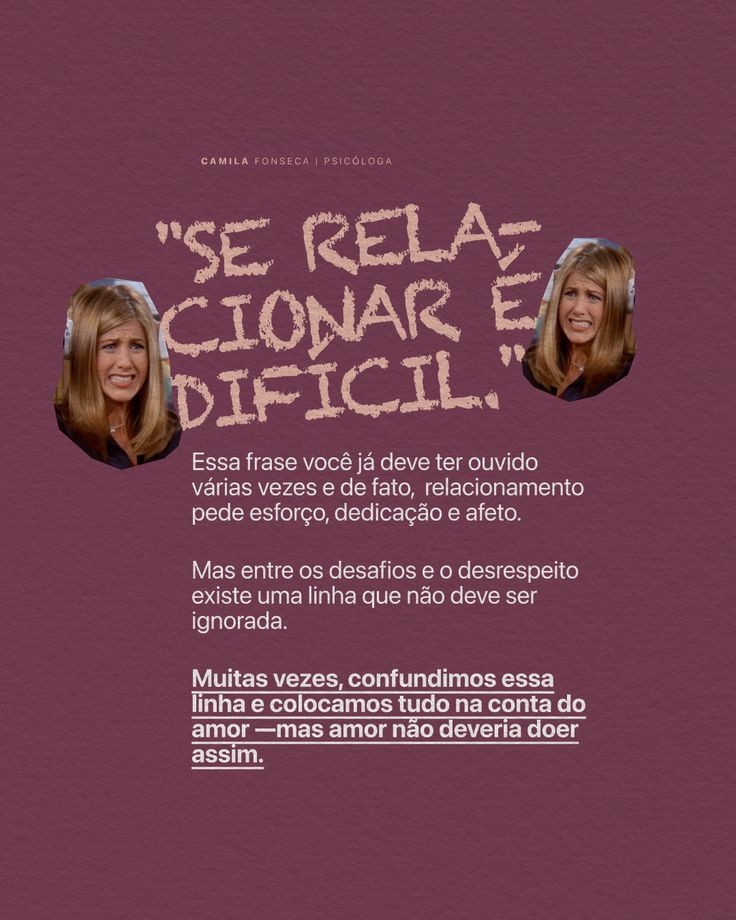 CAMILA FONSECA | PSICÓLOGA
"SE RELA-
CIONAR É
DIFÍCIL."
Essa frase você já deve ter ouvido
várias vezes e de fato, relacionamento
pede esforço, dedicação e afeto.
Mas entre os desafios e o desrespeito
existe uma linha que não deve ser
ignorada.
Muitas vezes, confundimos essa
linha e colocamos tudo na conta do
amor —mas amor não deveria doer
assim.